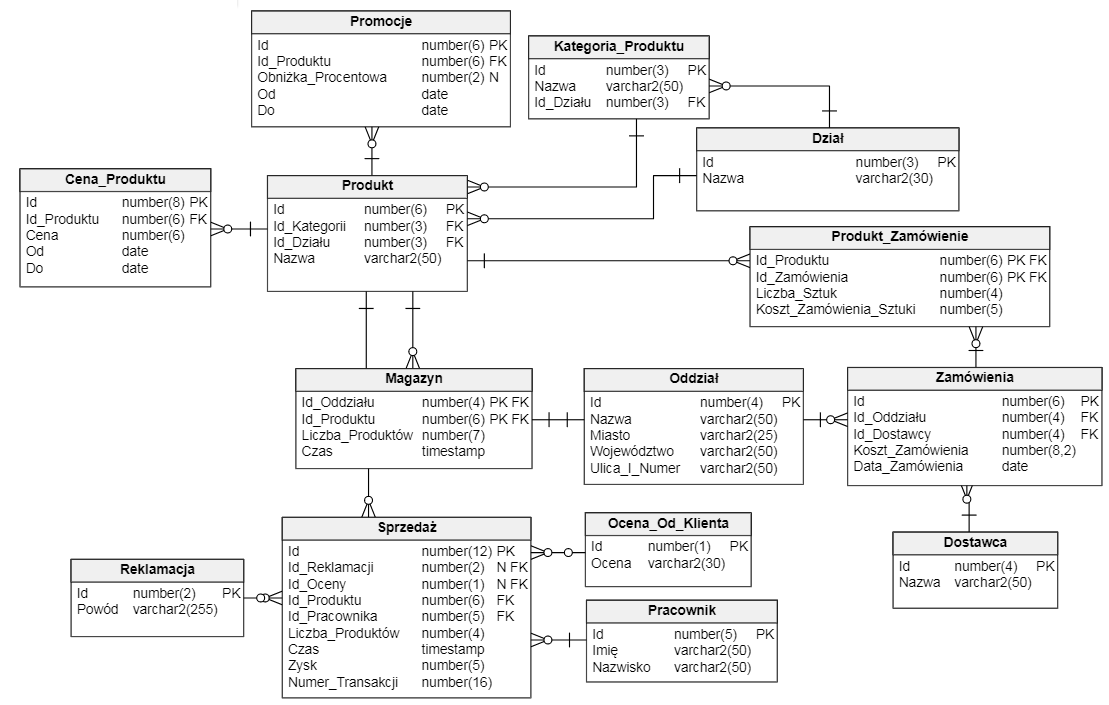 Promocje
Id number(6) PK
Id_Produktu number(6) FK
Obniżka_Procentowa number(2) N
Od date
Do date
Kategoria_Produktu
Id number(3) PK
Nazwa varchar2(50)
Id_Działu number(3) FK
Dział
Id number(3) PK
Nazwa varchar2(30)
Cena_Produktu
Id number(8) PK
Id_Produktu number(6) FK
Cena number(6)
Od date
Do date
Produkt
Id number(6) PK
Id_Kategorii number(3) FK
Id_Działu number(3) FK
Nazwa varchar2(50)
Produkt_Zamówienie
Id_Produktu number(6) PK FK
Id_Zamówienia number(6) PK FK
Liczba_Sztuk number(4)
Koszt_Zamówienia_Sztuki number(5)
Magazyn
Id_Oddziału number(4) PK FK
Id_Produktu number(6) PK FK
Liczba_Produktów number(7)
Czas timestamp
Oddział
Id number(4) PK
Nazwa varchar2(50)
Miasto varchar2(25)
Województwo varchar2(50)
Ulica_I_Numer varchar2(50)
Zamówienia
Id number(6) PK
Id_Oddziału number(4) FK
Id_Dostawcy number(4) FK
Koszt_Zamówienia number(8,2)
Data_Zamówienia date
Sprzedaż
Id number(12) PK
Id_Reklamacji number(2) N FK
Id_Oceny number(1) N FK
Id_Produktu number(6) FK
Id_Pracownika number(5) FK
Liczba_Produktów number(4)
Czas timestamp
Zysk number(5)
Numer_Transakcji number(16)
Ocena_Od_Klienta
Id number(1) PK
Ocena varchar2(30)
Dostawca
Id number(4) PK
Nazwa varchar2(50)
Reklamacja
Id number(2) PK
Powód varchar2(255)
Pracownik
Id number(5) PK
Imię varchar2(50)
Nazwisko varchar2(50)